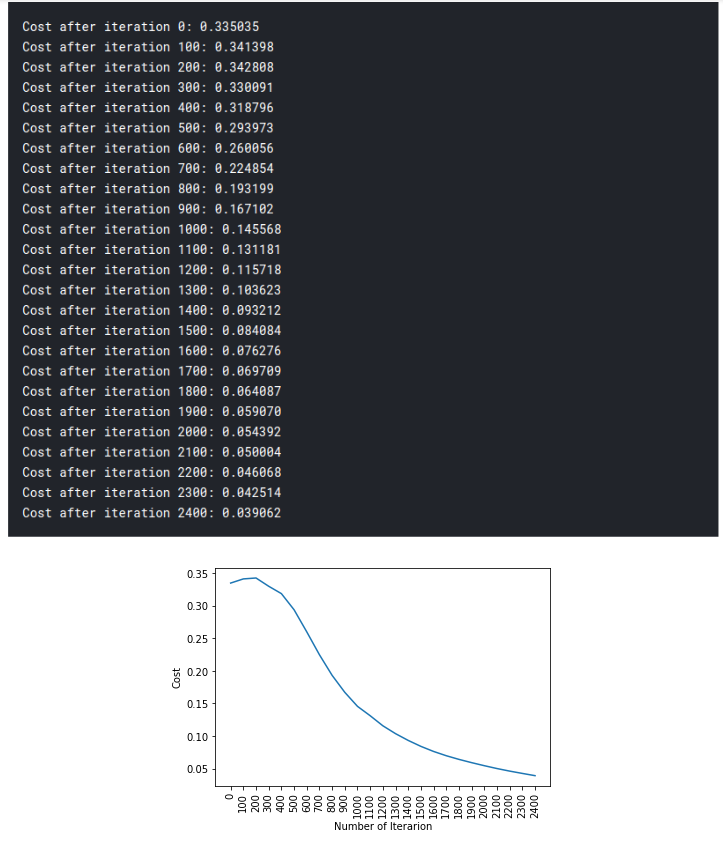 Cost after iteration 0: 0.335035
Cost after iteration 100: 0.341398
Cost after iteration 200: 0.342808
Cost after iteration 300: 0.330091
Cost after iteration 400: 0.318796
Cost after iteration 500: 0.293973
Cost after iteration 600: 0.260056
Cost after iteration 700: 0.224854
Cost after iteration 800: 0.193199
Cost after iteration 900: 0.167102
Cost after iteration 1000: 0.145568
Cost after iteration 1100: 0.131181
Cost after iteration 1200: 0.115718
Cost after iteration 1300: 0.103623
Cost after iteration 1400: 0.093212
Cost after iteration 1500: 0.084084
Cost after iteration 1600: 0.076276
Cost after iteration 1700: 0.069709
Cost after iteration 1800: 0.064087
Cost after iteration 1900: 0.059070
Cost after iteration 2000: 0.054392
Cost after iteration 2100: 0.050004
Cost after iteration 2200: 0.046068
Cost after iteration 2300: 0.042514
Cost after iteration 2400: 0.039062
0.35
0.30
0.25
0.20
0.15
0.10
0.05
Cost
0
100
200
300
400
500
600
700
800
900
1000
1100
1200
1300
1400
1500
1600
1700
1800
1900
2000
2100
2200
2300
2400
Number of Iterarion